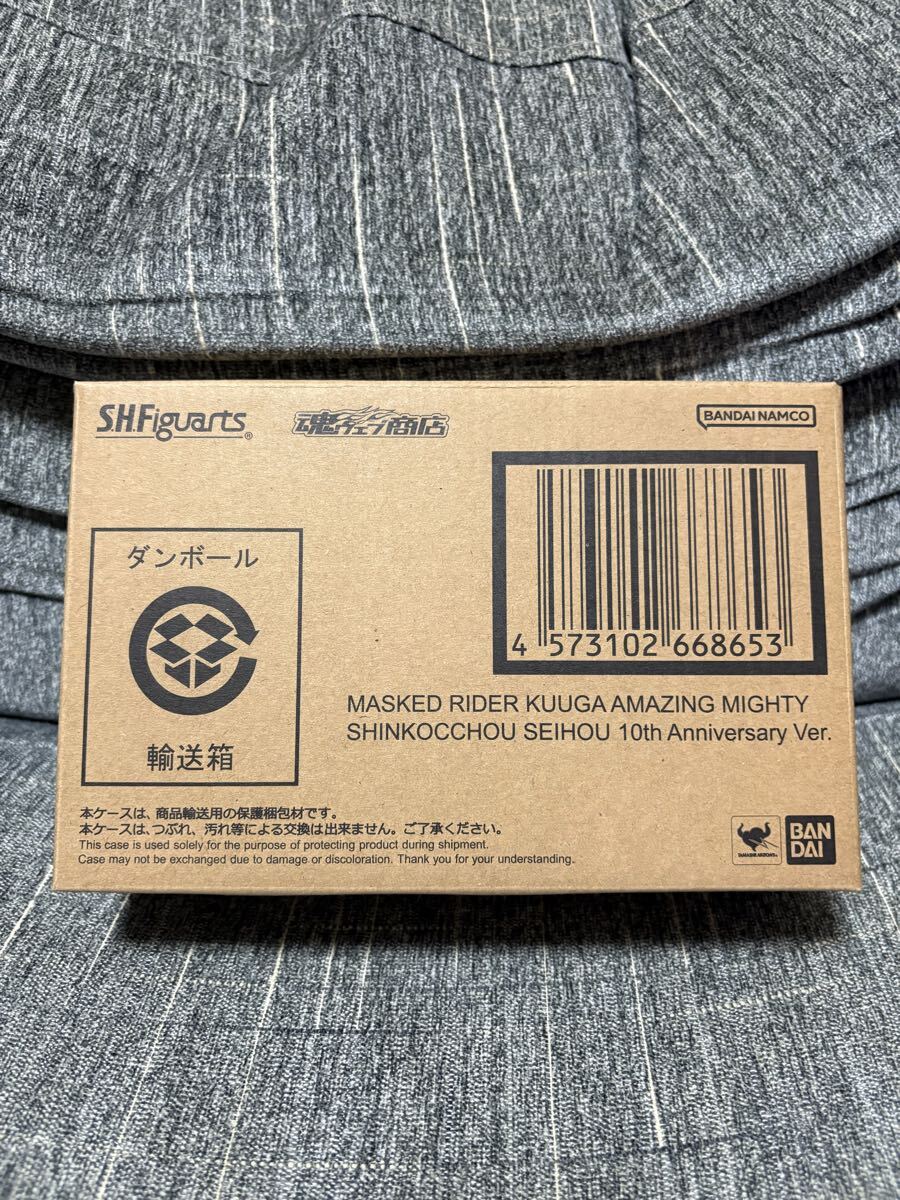 S.H.Figuarts®
魂ウェブ商店
BANDAI NAMCO
4 573102 668653
ダンボール
輸送箱
MASKED RIDER KUUGA AMAZING MIGHTY
SHINKOCCHOU SEIHOU 10th Anniversary Ver.
本ケースは、商品輸送用の保護梱包材です。
本ケースは、つぶれ、汚れ等による交換は出来ません。ご了承ください。
This case is used solely for the purpose of protecting product during shipment.
Case may not be exchanged due to damage or discoloration. Thank you for your understanding.
TAMASHII NATIONS
BAN
DAI